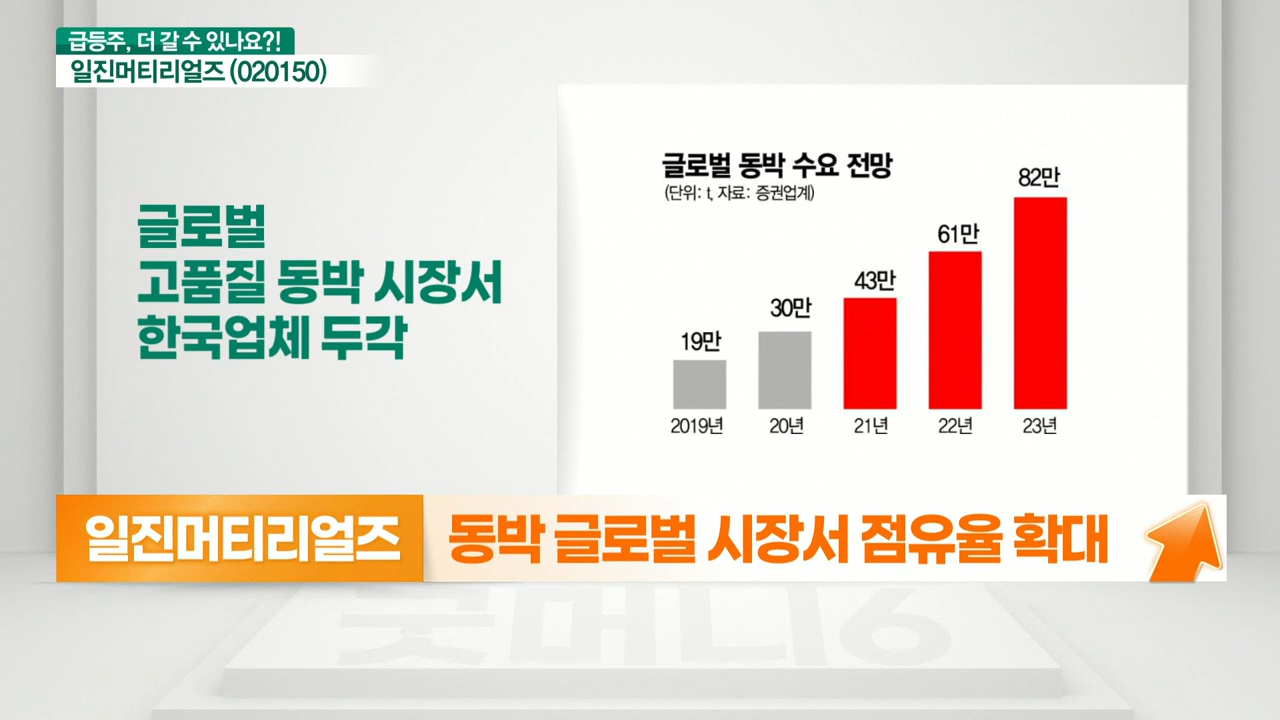 급등주, 더 갈 수 있나요?!
일진머티리얼즈 (020150)
글로벌
고품질 동박 시장서
한국업체 두각
글로벌 동박 수요 전망
(단위: t, 자료: 증권업계)
19만
30만
43만
61만
82만
2019년
20년
21년
22년
23년
일진머티리얼즈
동박 글로벌 시장서 점유율 확대
굿머니6